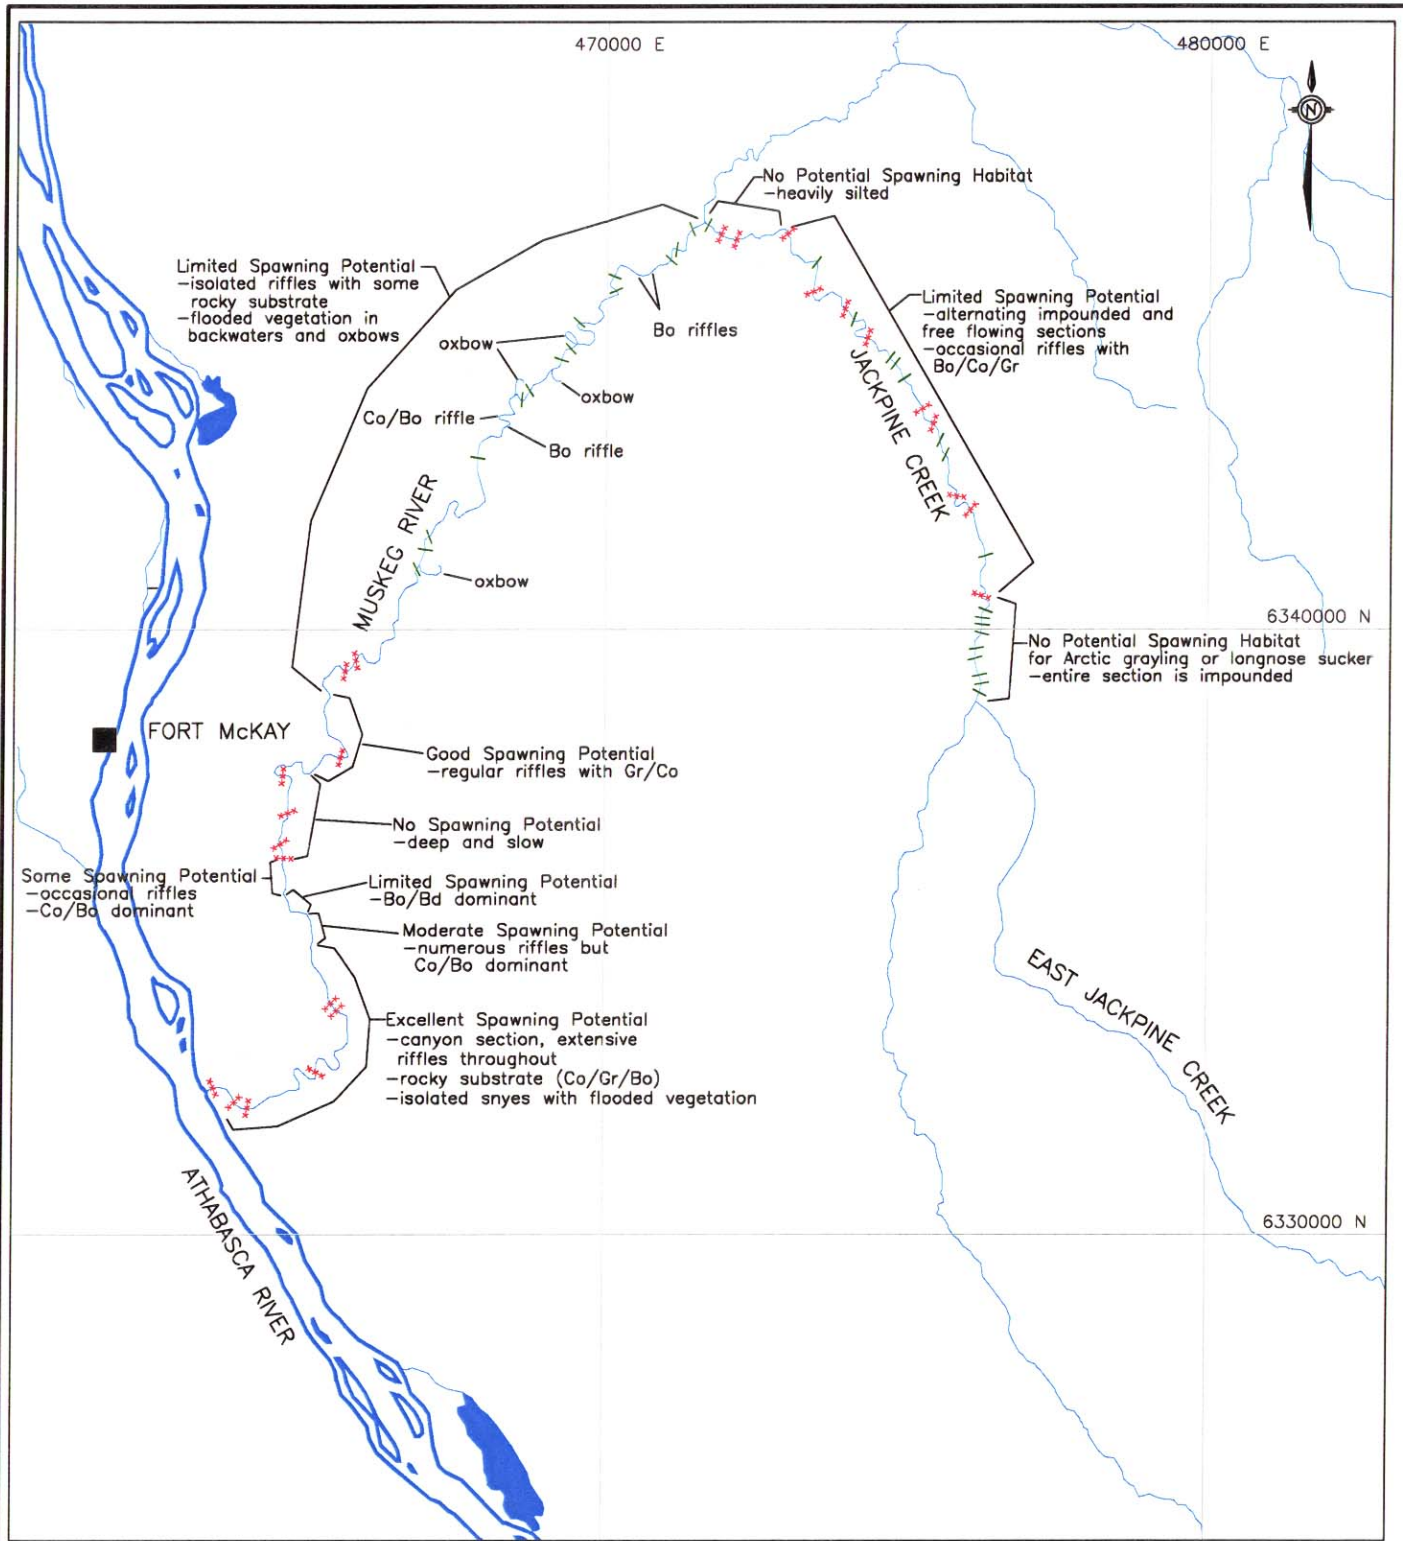 470000 E
480000 E
N
No Potential Spawning Habitat
-heavily silted
Limited Spawning Potential
-isolated riffles with some
rocky substrate
-flooded vegetation in
backwaters and oxbows
Limited Spawning Potential
-alternating impounded and
free flowing sections
-occasional riffles with
Bo/Co/Gr
Bo riffles
oxbow
oxbow
Co/Bo riffle
Bo riffle
JACKPINE CREEK
MUSKEG RIVER
oxbow
6340000 N
No Potential Spawning Habitat
for Arctic grayling or longnose sucker
-entire section is impounded
FORT McKAY
Good Spawning Potential
-regular riffles with Gr/Co
No Spawning Potential
-deep and slow
Some Spawning Potential
-occasional riffles
-Co/Bo dominant
Limited Spawning Potential
-Bo/Bd dominant
Moderate Spawning Potential
-numerous riffles but
Co/Bo dominant
Excellent Spawning Potential
-canyon section, extensive
riffles throughout
-rocky substrate (Co/Gr/Bo)
-isolated snyes with flooded vegetation
EAST JACKPINE CREEK
ATHABASCA RIVER
6330000 N